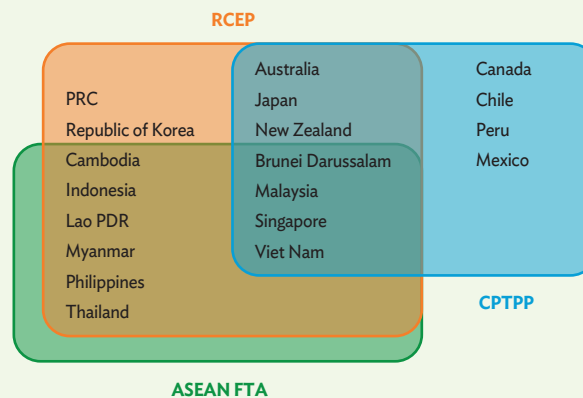 RCEP
PRC
Republic of Korea
Cambodia
Indonesia
Lao PDR
Myanmar
Philippines
Thailand
Australia
Japan
New Zealand
Brunei Darussalam
Malaysia
Singapore
Viet Nam
Canada
Chile
Peru
Mexico
CPTPP
ASEAN FTA